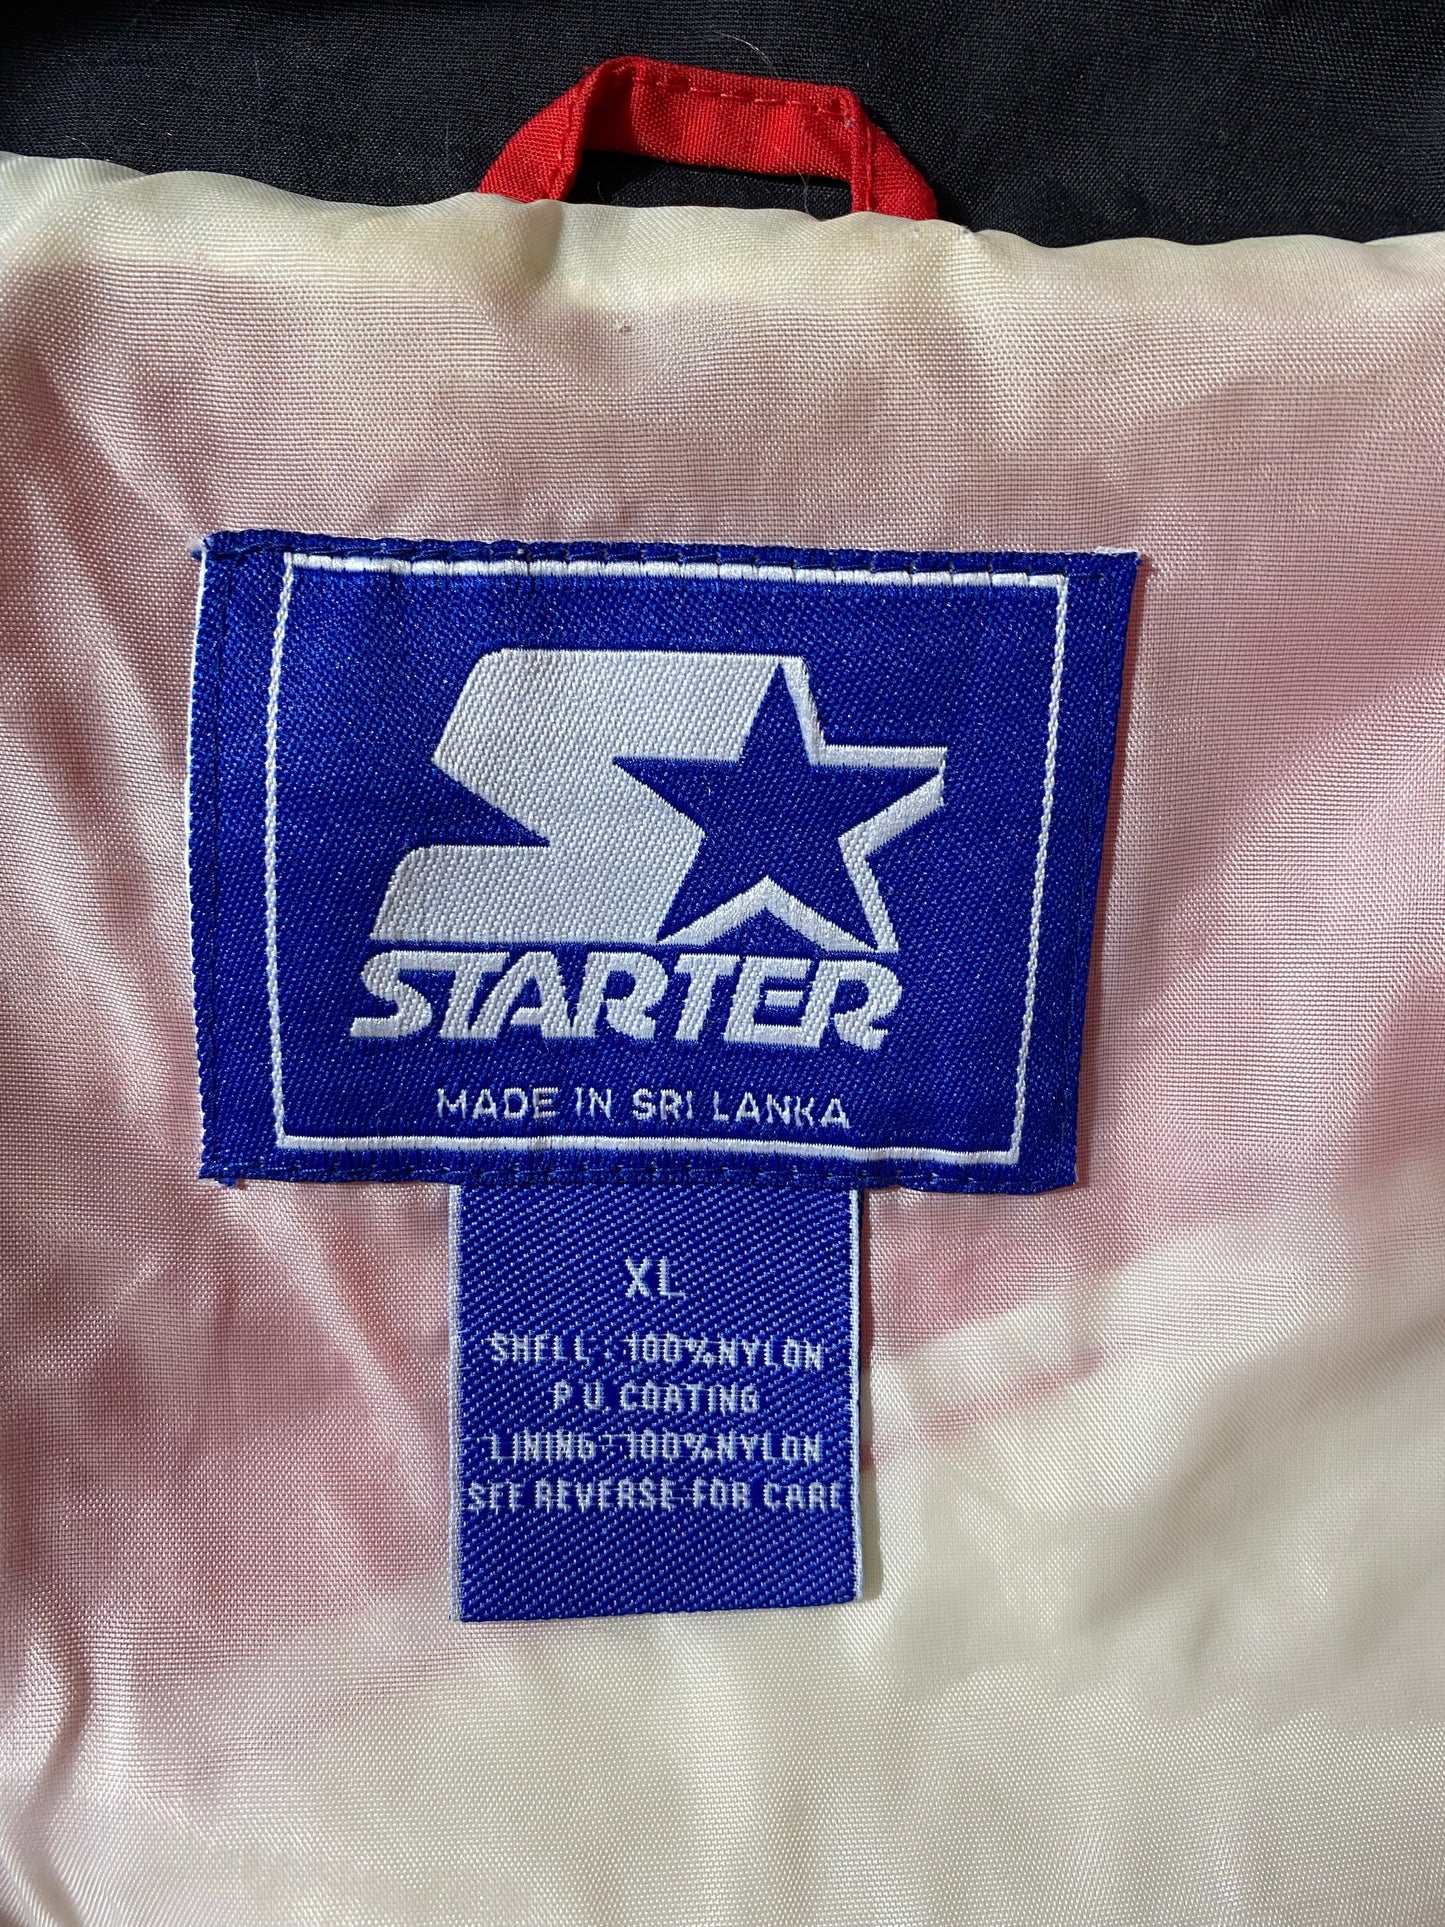 STARTER
MADE IN SRI LANKA
XL
SHELL : 100% NYLON
P U COATING
LINING : 100% NYLON
SEE REVERSE FOR CARE